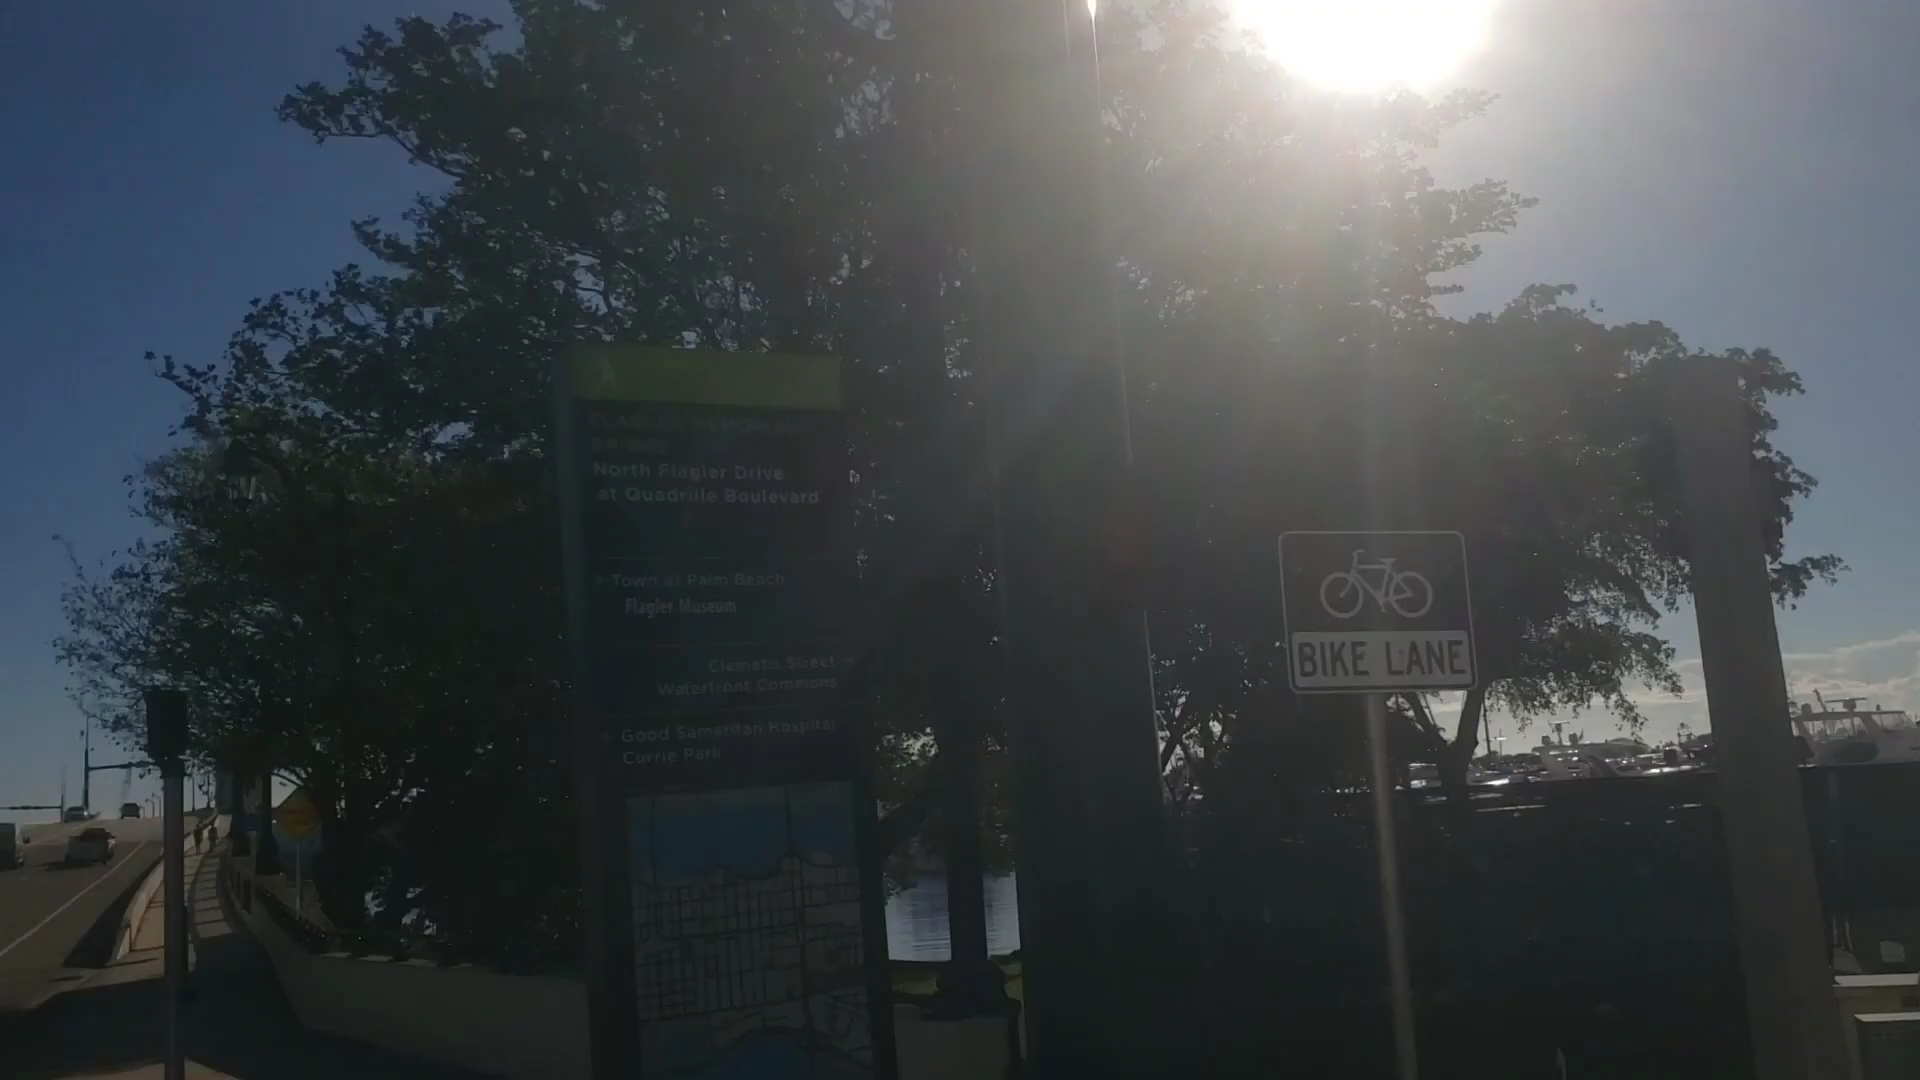 North Flagler Drive
at Quadrille Boulevard
Town of Palm Beach
Flagler Museum
Clematis Street
Waterfront Commons
Good Samaritan Hospital
Currie Park
BIKE LANE